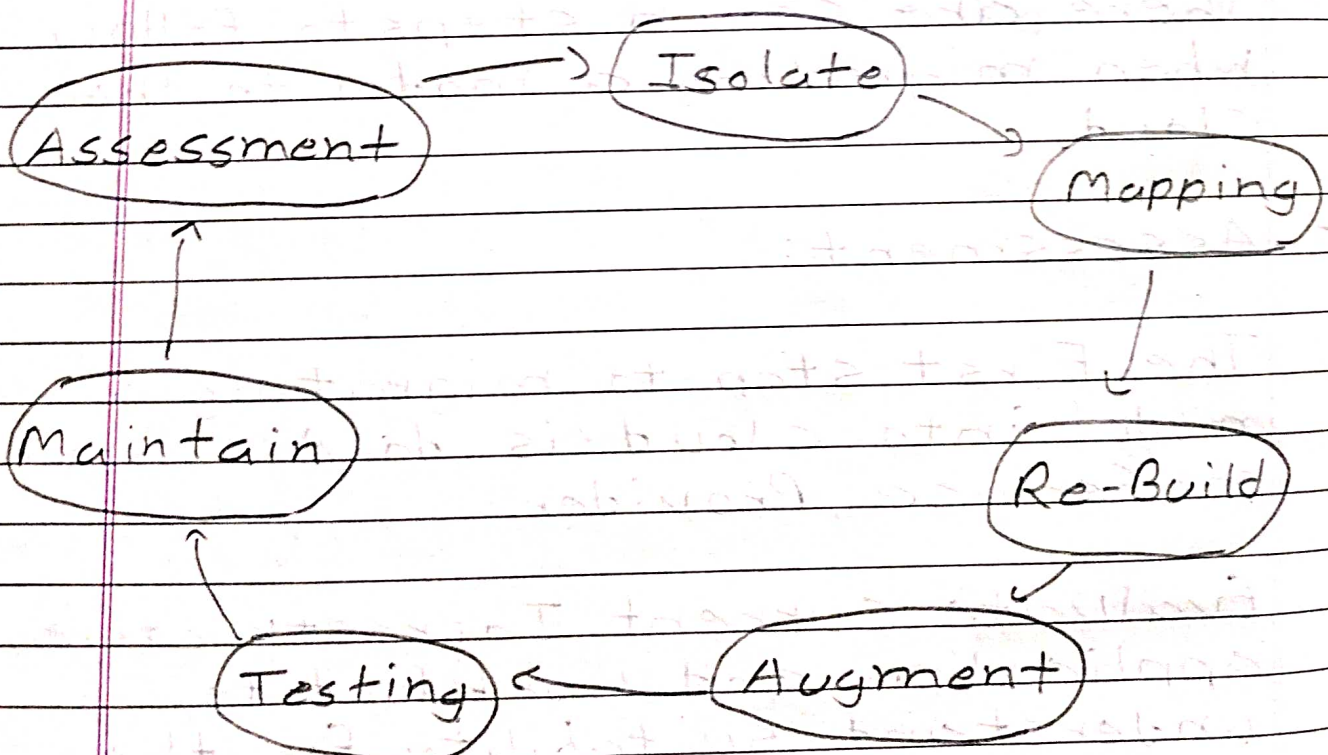 Assessment
Isolate
Mapping
Re-Build
Augment
Testing
Maintain